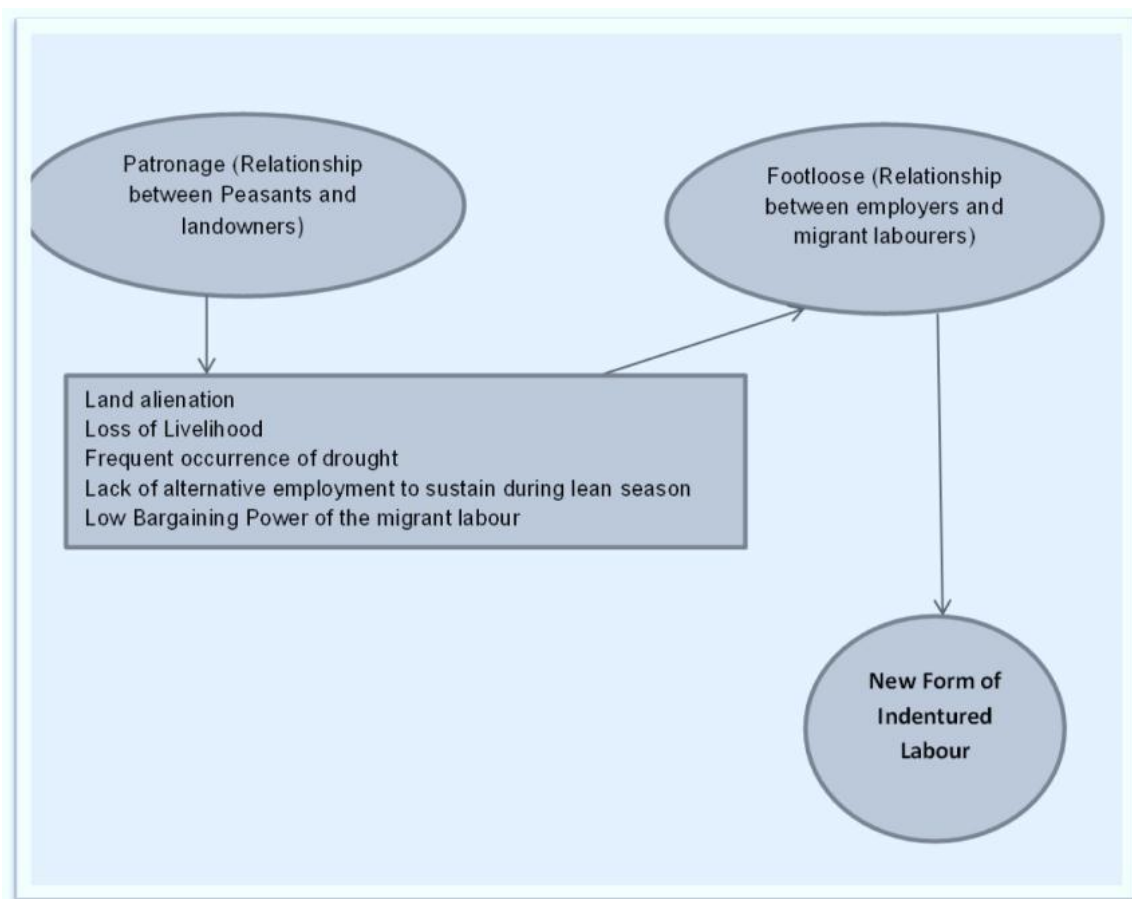 Patronage (Relationship
between Peasants and
landowners)
Footloose (Relationship
between employers and
migrant labourers)
Land alienation
Loss of Livelihood
Frequent occurrence of drought
Lack of alternative employment to sustain during lean season
Low Bargaining Power of the migrant labour
New Form of
Indentured
Labour